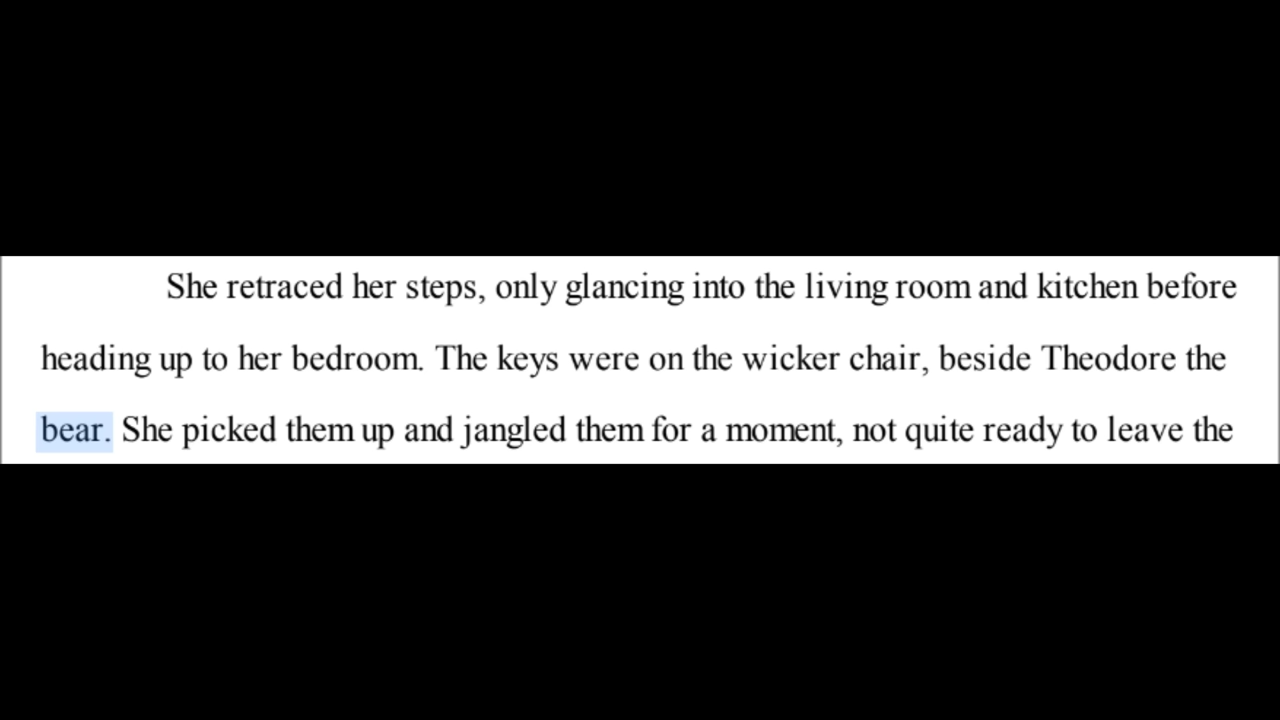 She retraced her steps, only glancing into the living room and kitchen before
heading up to her bedroom. The keys were on the wicker chair, beside Theodore the
bear. She picked them up and jangled them for a moment, not quite ready to leave the